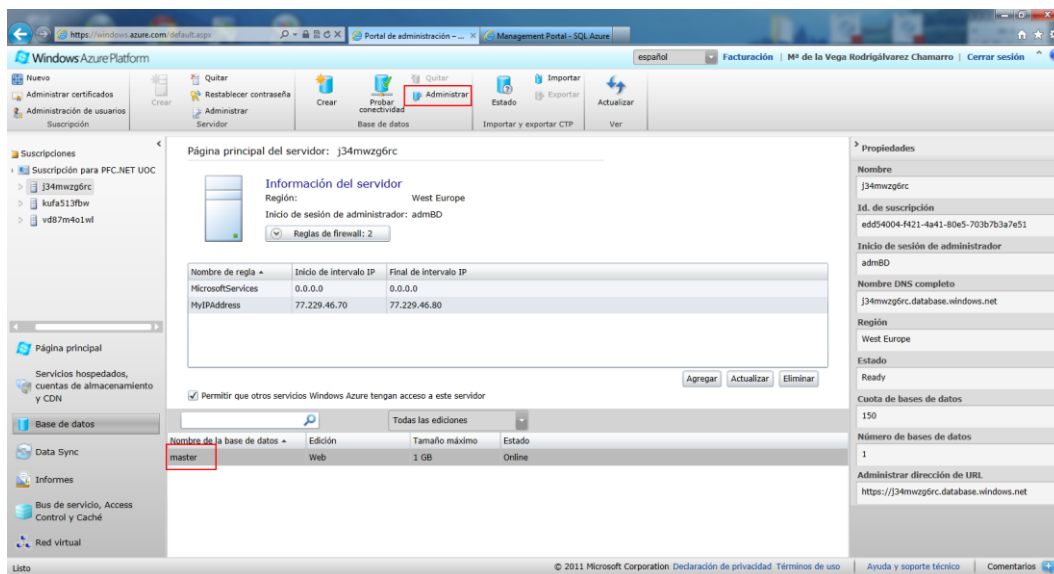 https://windows.azure.com/default.aspx
Portal de administración – ...
Management Portal - SQL Azure
Windows Azure Platform
español
Facturación | Mª de la Vega Rodrigálvarez Chamarro | Cerrar sesión
Nuevo
Administrar certificados
Administración de usuarios
Crear
Suscripción
Quitar
Restablecer contraseña
Administrar
Servidor
Crear
Probar conectividad
Quitar
Administrar
Base de datos
Estado
Importar
Exportar
Importar y exportar CTP
Actualizar
Ver
Suscripciones
Suscripción para PFC.NET UOC
j34mwzg6rc
kufa513fbw
vd87m4o1wl
Página principal
Servicios hospedados,
cuentas de almacenamiento
y CDN
Base de datos
Data Sync
Informes
Bus de servicio, Access
Control y Caché
Red virtual
Página principal del servidor: j34mwzg6rc
Información del servidor
Región: West Europe
Inicio de sesión de administrador: admBD
Reglas de firewall: 2
Nombre de regla Inicio de intervalo IP Final de intervalo IP
MicrosoftServices 0.0.0.0 0.0.0.0
MyIPAddress 77.229.46.70 77.229.46.80
Agregar Actualizar Eliminar
Permitir que otros servicios Windows Azure tengan acceso a este servidor
Todas las ediciones
Nombre de la base de datos Edición Tamaño máximo Estado
master Web 1 GB Online
Propiedades
Nombre
j34mwzg6rc
Id. de suscripción
edd54004-f421-4a41-80e5-703b7b3a7e51
Inicio de sesión de administrador
admBD
Nombre DNS completo
j34mwzg6rc.database.windows.net
Región
West Europe
Estado
Ready
Cuota de bases de datos
150
Número de bases de datos
1
Administrar dirección de URL
https://j34mwzg6rc.database.windows.net
Listo
© 2011 Microsoft Corporation Declaración de privacidad Términos de uso
Ayuda y soporte técnico
Comentarios